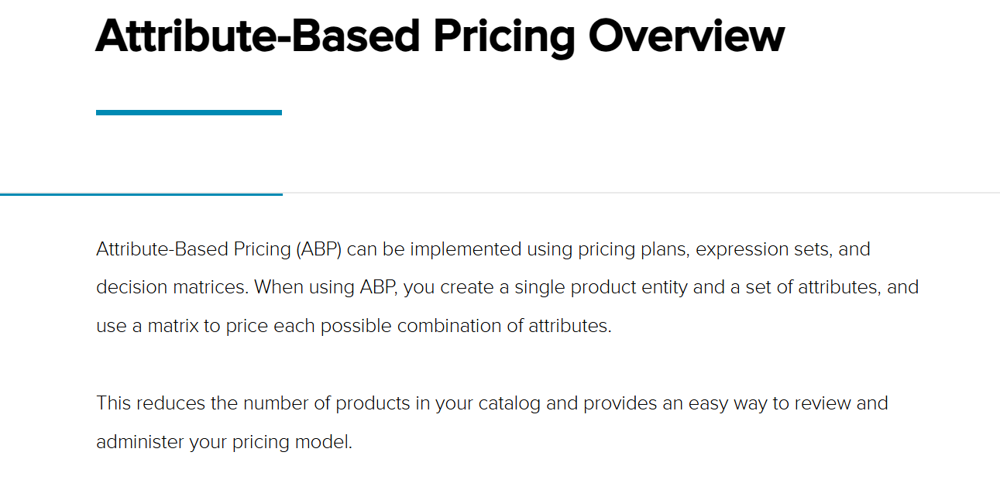 Attribute-Based Pricing Overview
Attribute-Based Pricing (ABP) can be implemented using pricing plans, expression sets, and
decision matrices. When using ABP, you create a single product entity and a set of attributes, and
use a matrix to price each possible combination of attributes.
This reduces the number of products in your catalog and provides an easy way to review and
administer your pricing model.